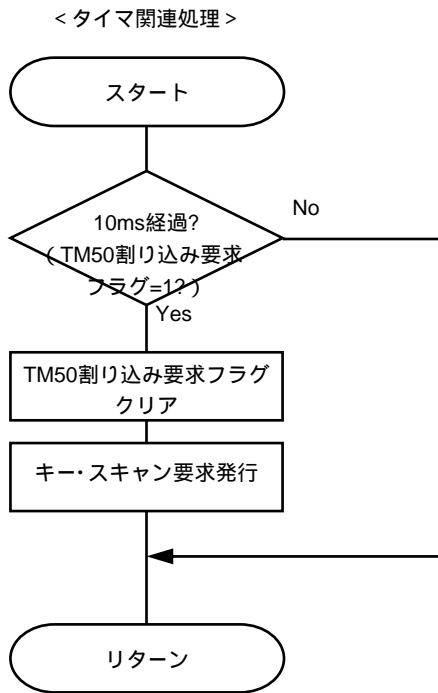 <タイマ関連処理>
スタート
10ms経過?
(TM50割り込み要求
フラグ=1?)
No
Yes
TM50割り込み要求フラグ
クリア
キー・スキャン要求発行
リターン